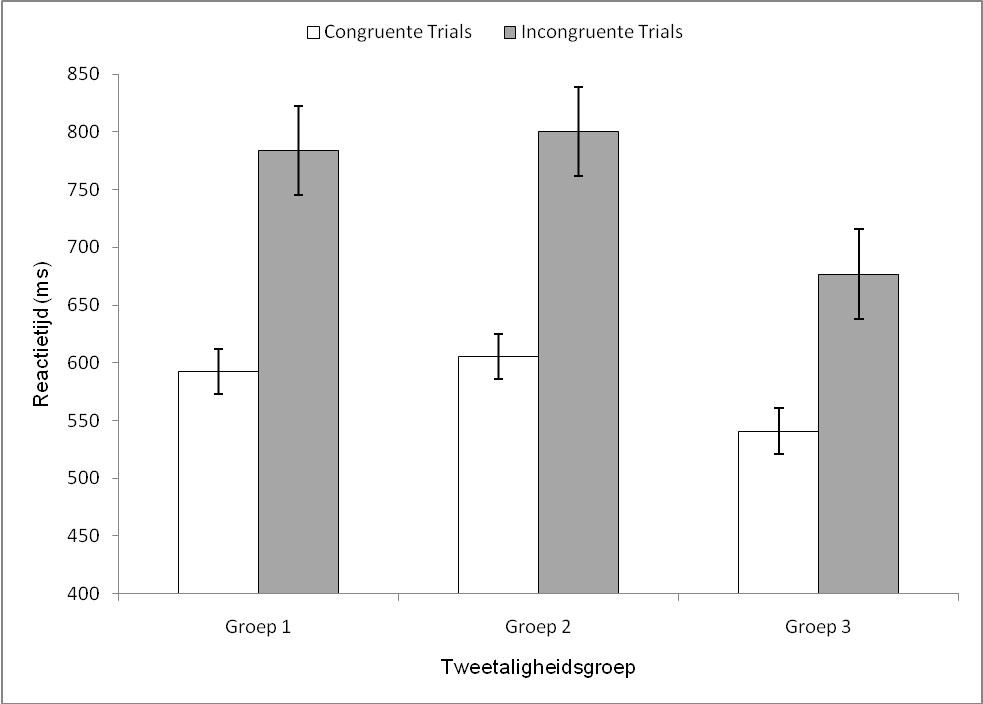 Congruente Trials
Incongruente Trials
850
800
750
700
650
600
550
500
450
400
Reactietijd (ms)
Groep 1
Groep 2
Groep 3
Tweetaligheidsgroep